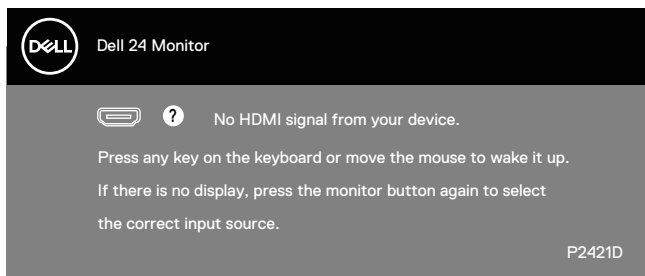 DELL
Dell 24 Monitor
? No HDMI signal from your device.
Press any key on the keyboard or move the mouse to wake it up.
If there is no display, press the monitor button again to select
the correct input source.
P2421D